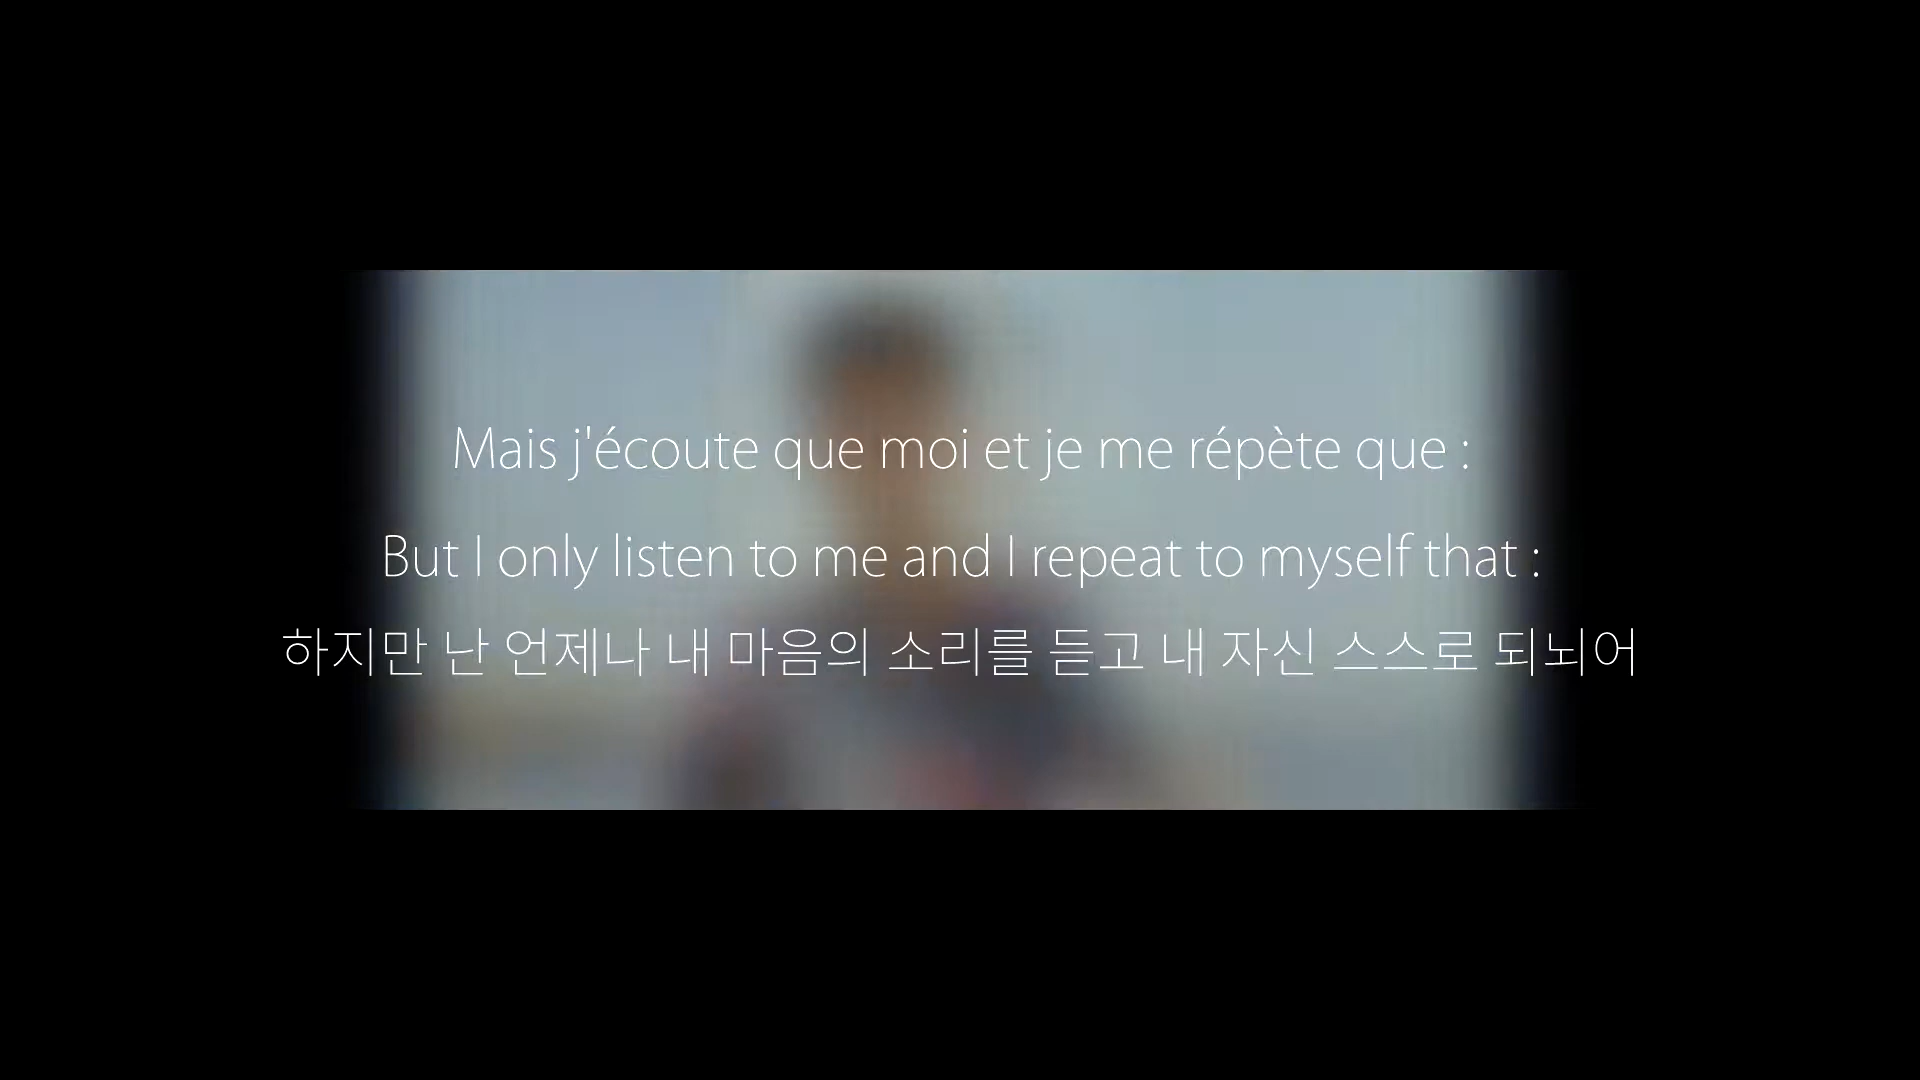 Mais j'écoute que moi et je me répète que :
But I only listen to me and I repeat to myself that :
하지만 난 언제나 내 마음의 소리를 듣고 내 자신 스스로 되뇌어